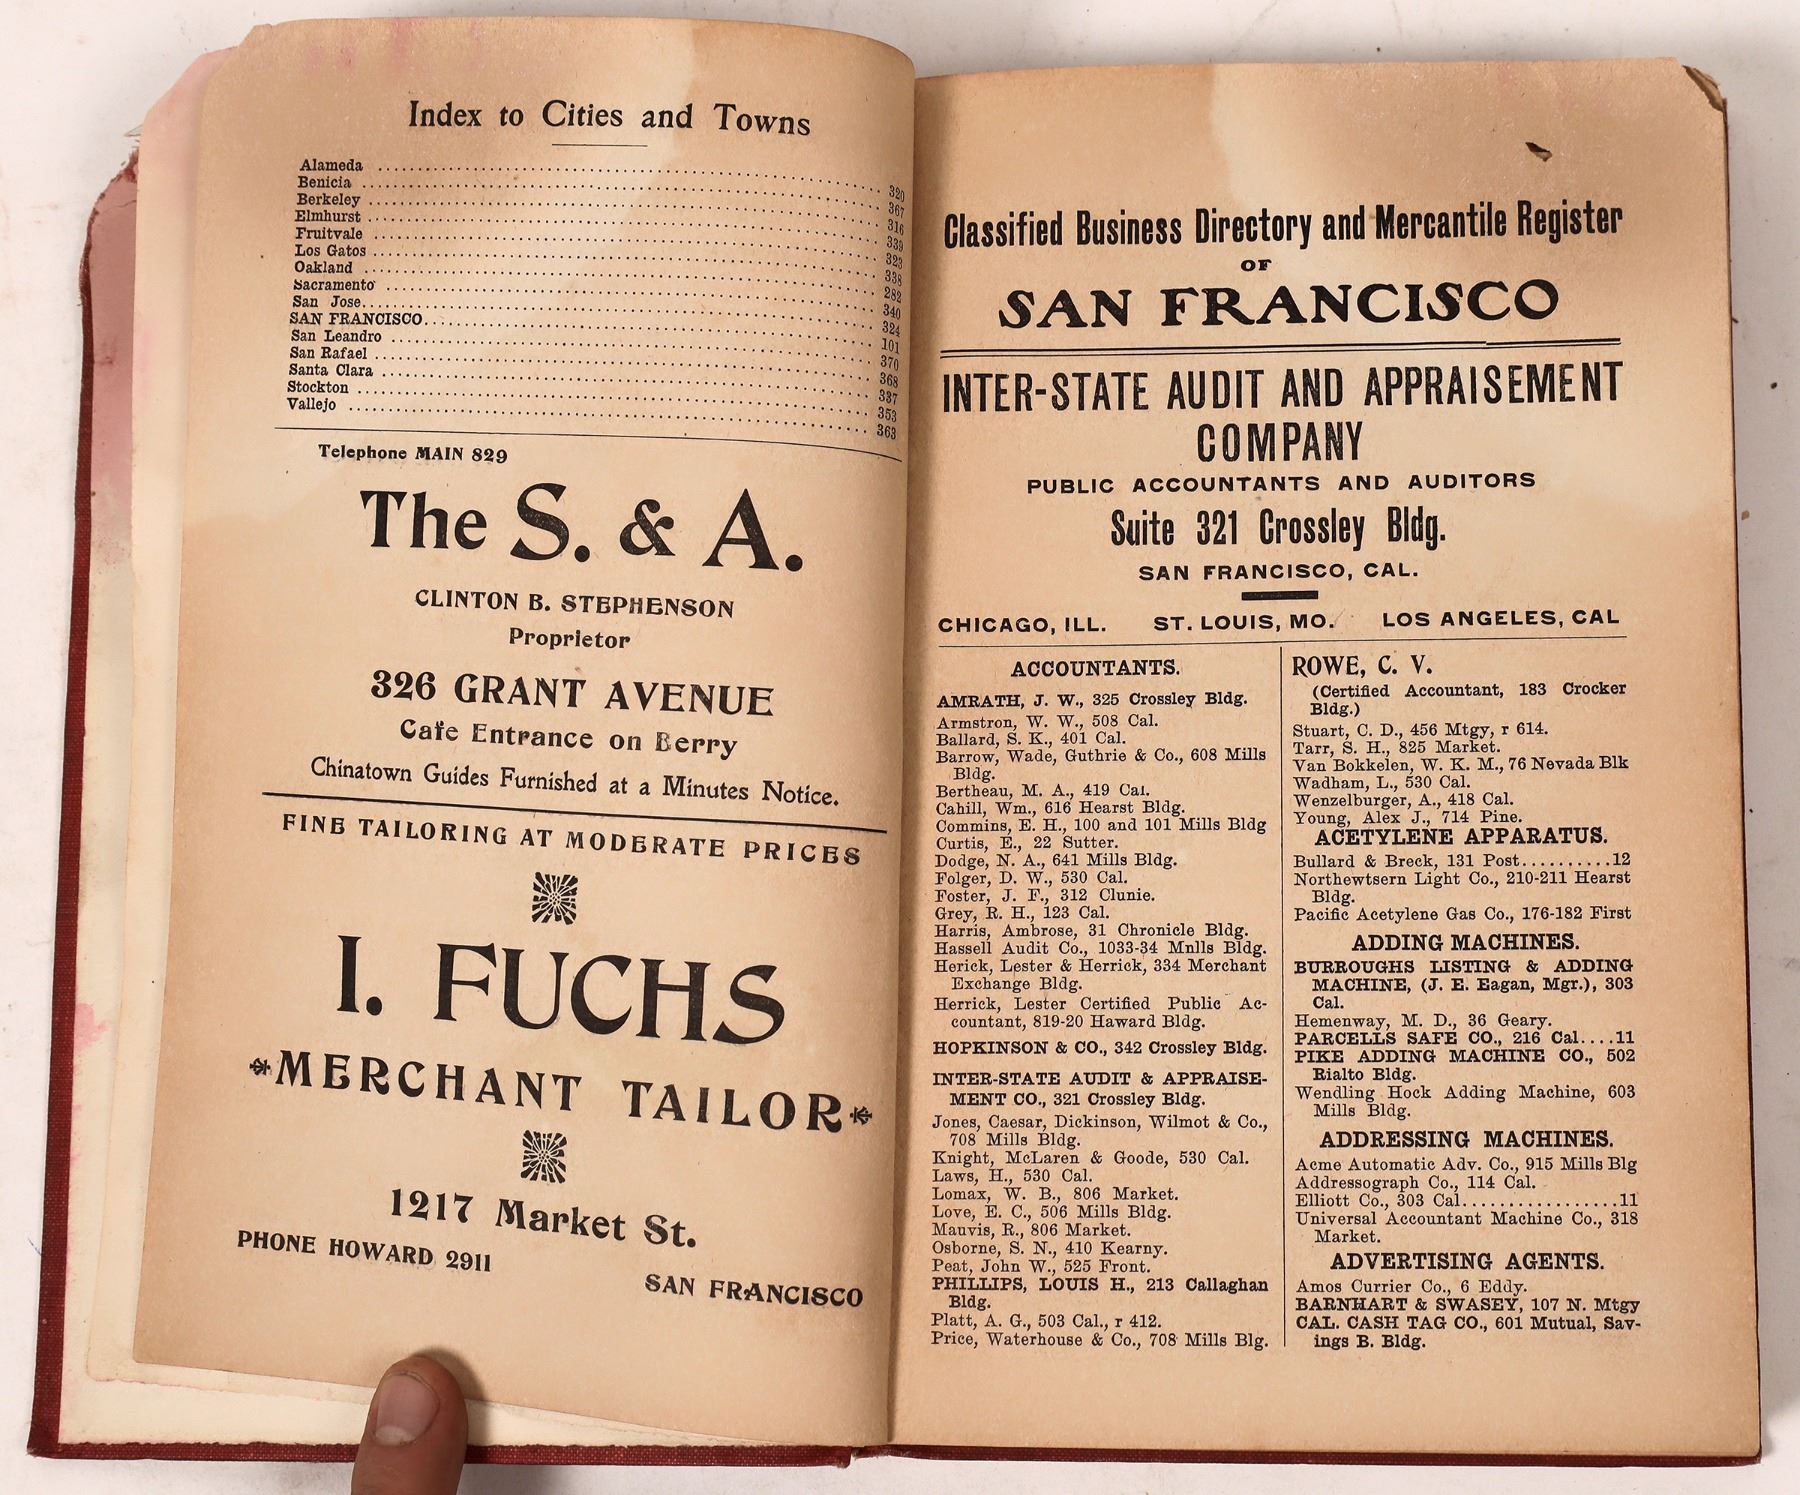 Index to Cities and Towns
Alameda ........ 320
Benicia ........ 367
Berkeley ........ 316
Elmhurst ........ 339
Fruitvale ........ 323
Los Gatos ........ 338
Oakland ........ 282
Sacramento ........ 340
San Jose ........ 324
SAN FRANCISCO ........ 101
San Leandro ........ 370
San Rafael ........ 368
Santa Clara ........ 337
Stockton ........ 353
Vallejo ........ 363
Telephone MAIN 829
The S. & A.
CLINTON B. STEPHENSON
Proprietor
326 GRANT AVENUE
Cafe Entrance on Berry
Chinatown Guides Furnished at a Minutes Notice.
FINE TAILORING AT MODERATE PRICES
I. FUCHS
MERCHANT TAILOR
1217 Market St.
PHONE HOWARD 2911
SAN FRANCISCO
Classified Business Directory and Mercantile Register
OF
SAN FRANCISCO
INTER-STATE AUDIT AND APPRAISEMENT
COMPANY
PUBLIC ACCOUNTANTS AND AUDITORS
Suite 321 Crossley Bldg.
SAN FRANCISCO, CAL.
CHICAGO, ILL. ST. LOUIS, MO. LOS ANGELES, CAL
ACCOUNTANTS.
AMRATH, J. W., 325 Crossley Bldg.
Armstron, W. W., 508 Cal.
Ballard, S. K., 401 Cal.
Barrow, Wade, Guthrie & Co., 608 Mills
Bldg.
Bertheau, M. A., 419 Cal.
Cahill, Wm., 616 Hearst Bldg.
Commins, E. H., 100 and 101 Mills Bldg
Curtis, E., 22 Sutter.
Dodge, N. A., 641 Mills Bldg.
Folger, D. W., 530 Cal.
Foster, J. F., 312 Clunie.
Grey, R. H., 123 Cal.
Harris, Ambrose, 31 Chronicle Bldg.
Hassell Audit Co., 1033-34 Mnlls Bldg.
Herick, Lester & Herrick, 334 Merchant
Exchange Bldg.
Herrick, Lester Certified Public Ac-
countant, 819-20 Haward Bldg.
HOPKINSON & CO., 342 Crossley Bldg.
INTER-STATE AUDIT & APPRAISE-
MENT CO., 321 Crossley Bldg.
Jones, Caesar, Dickinson, Wilmot & Co.,
708 Mills Bldg.
Knight, McLaren & Goode, 530 Cal.
Laws, H., 530 Cal.
Lomax, W. B., 806 Market.
Love, E. C., 506 Mills Bldg.
Mauvis, R., 806 Market.
Osborne, S. N., 410 Kearny.
Peat, John W., 525 Front.
PHILLIPS, LOUIS H., 213 Callaghan
Bldg.
Platt, A. G., 503 Cal., r 412.
Price, Waterhouse & Co., 708 Mills Blg.
ROWE, C. V.
(Certified Accountant, 183 Crocker
Bldg.)
Stuart, C. D., 456 Mtgy, r 614.
Tarr, S. H., 825 Market.
Van Bokkelen, W. K. M., 76 Nevada Blk
Wadham, L., 530 Cal.
Wenzelburger, A., 418 Cal.
Young, Alex J., 714 Pine.
ACETYLENE APPARATUS.
Bullard & Breck, 131 Post..........12
Northewtsern Light Co., 210-211 Hearst
Bldg.
Pacific Acetylene Gas Co., 176-182 First
ADDING MACHINES.
BURROUGHS LISTING & ADDING
MACHINE, (J. E. Eagan, Mgr.), 303
Cal.
Hemenway, M. D., 36 Geary.
PARCELLS SAFE CO., 216 Cal....11
PIKE ADDING MACHINE CO., 502
Rialto Bldg.
Wendling Hock Adding Machine, 603
Mills Bldg.
ADDRESSING MACHINES.
Acme Automatic Adv. Co., 915 Mills Blg
Addressograph Co., 114 Cal.
Elliott Co., 303 Cal.................11
Universal Accountant Machine Co., 318
Market.
ADVERTISING AGENTS.
Amos Currier Co., 6 Eddy.
BARNHART & SWASEY, 107 N. Mtgy
CAL. CASH TAG CO., 601 Mutual, Sav-
ings B. Bldg.